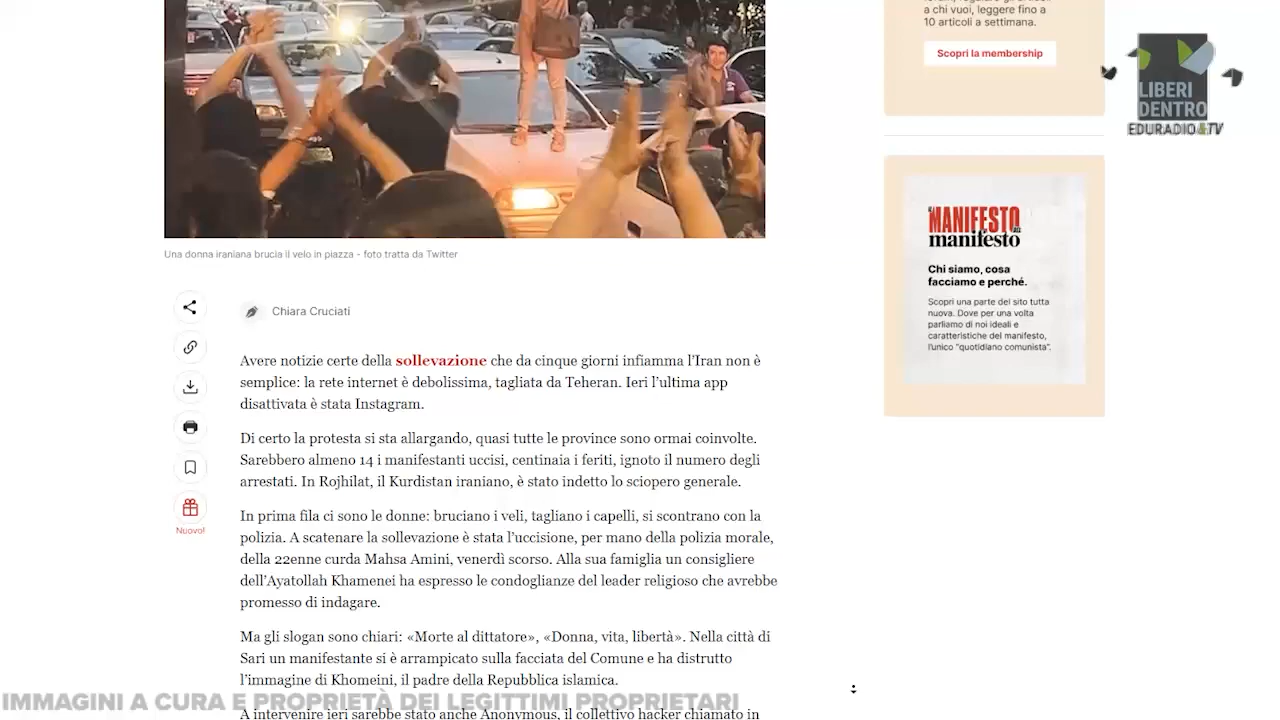 a chi vuoi, leggere fino a
10 articoli a settimana.
Scopri la membership
LIBERI
DENTRO
EDURADIO&TV
Una donna iraniana brucia il velo in piazza - foto tratta da Twitter
MANIFESTO
manifesto
Chi siamo, cosa
facciamo e perché.
Scopri una parte del sito tutta
nuova. Dove per una volta
parliamo di noi ideali e
caratteristiche del manifesto,
l'unico "quotidiano comunista".
Chiara Cruciati
Avere notizie certe della sollevazione che da cinque giorni infiamma l'Iran non è
semplice: la rete internet è debolissima, tagliata da Teheran. Ieri l'ultima app
disattivata è stata Instagram.
Di certo la protesta si sta allargando, quasi tutte le province sono ormai coinvolte.
Sarebbero almeno 14 i manifestanti uccisi, centinaia i feriti, ignoto il numero degli
arrestati. In Rojhilat, il Kurdistan iraniano, è stato indetto lo sciopero generale.
Nuovo!
In prima fila ci sono le donne: bruciano i veli, tagliano i capelli, si scontrano con la
polizia. A scatenare la sollevazione è stata l'uccisione, per mano della polizia morale,
della 22enne curda Mahsa Amini, venerdì scorso. Alla sua famiglia un consigliere
dell'Ayatollah Khamenei ha espresso le condoglianze del leader religioso che avrebbe
promesso di indagare.
Ma gli slogan sono chiari: «Morte al dittatore», «Donna, vita, libertà». Nella città di
Sari un manifestante si è arrampicato sulla facciata del Comune e ha distrutto
l'immagine di Khomeini, il padre della Repubblica islamica.
IMMAGINI A CURA E PROPRIETÀ DEI LEGITTIMI PROPRIETARI
A intervenire ieri sarebbe stato anche Anonymous, il collettivo hacker chiamato in